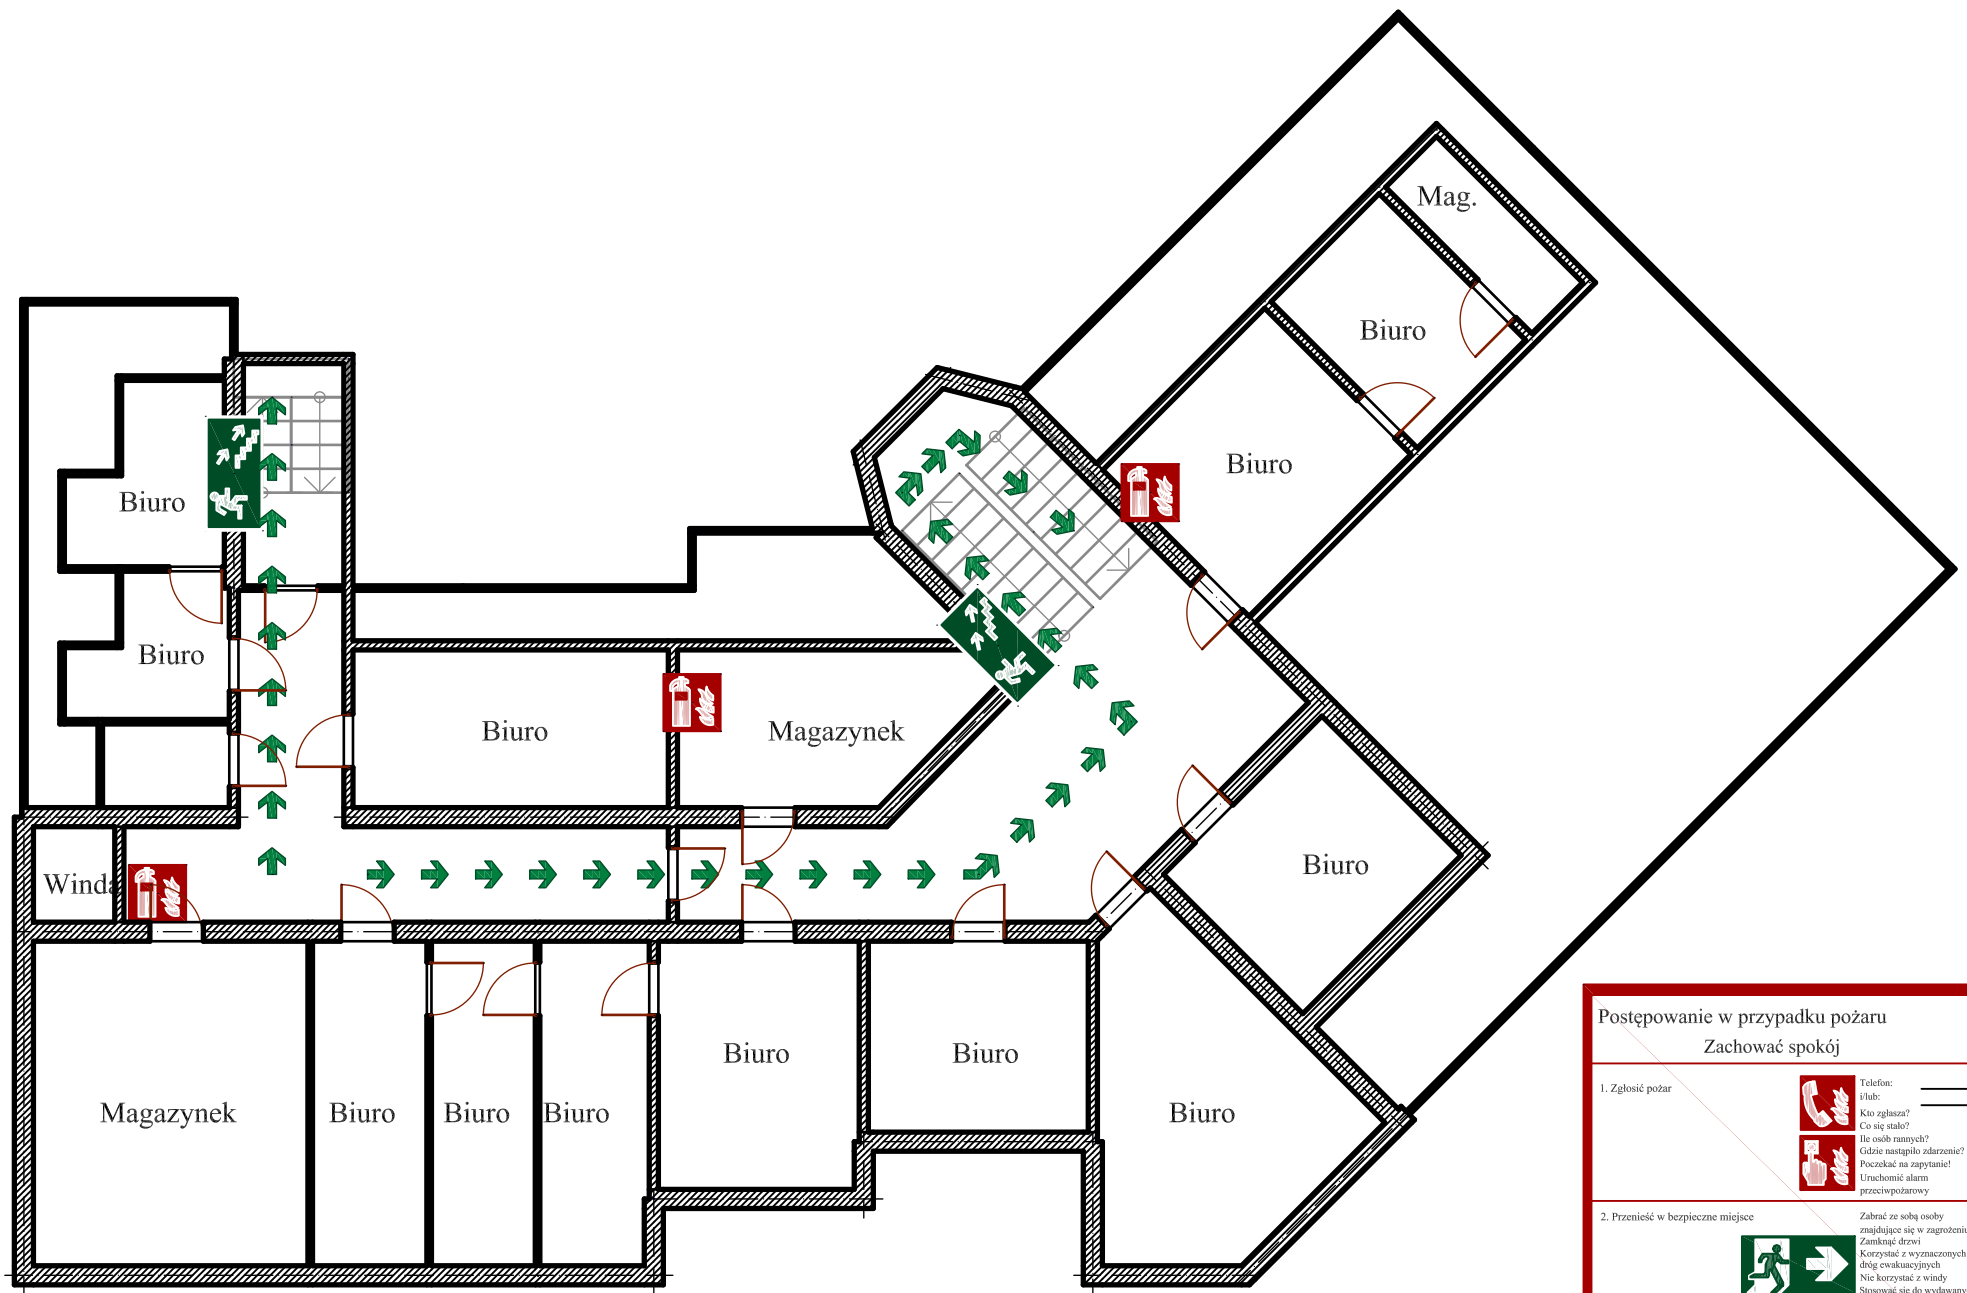 Mag.
Biuro
Biuro
Biuro
Biuro
Biuro
Magazynek
Biuro
Winda
Biuro
Biuro
Magazynek
Biuro
Biuro
Biuro
Biuro
Postępowanie w przypadku pożaru
Zachować spokój
1. Zgłosić pożar
Telefon:
i/lub:
Kto zgłasza?
Co się stało?
Ile osób rannych?
Gdzie nastąpiło zdarzenie?
Poczekać na zapytanie!
Uruchomić alarm
przeciwpożarowy
2. Przenieść w bezpieczne miejsce
Zabrać ze sobą osoby
znajdujące się w zagrożeniu
Zamknąć drzwi
Korzystać z wyznaczonych
dróg ewakuacyjnych
Nie korzystać z windy
Stosować się do